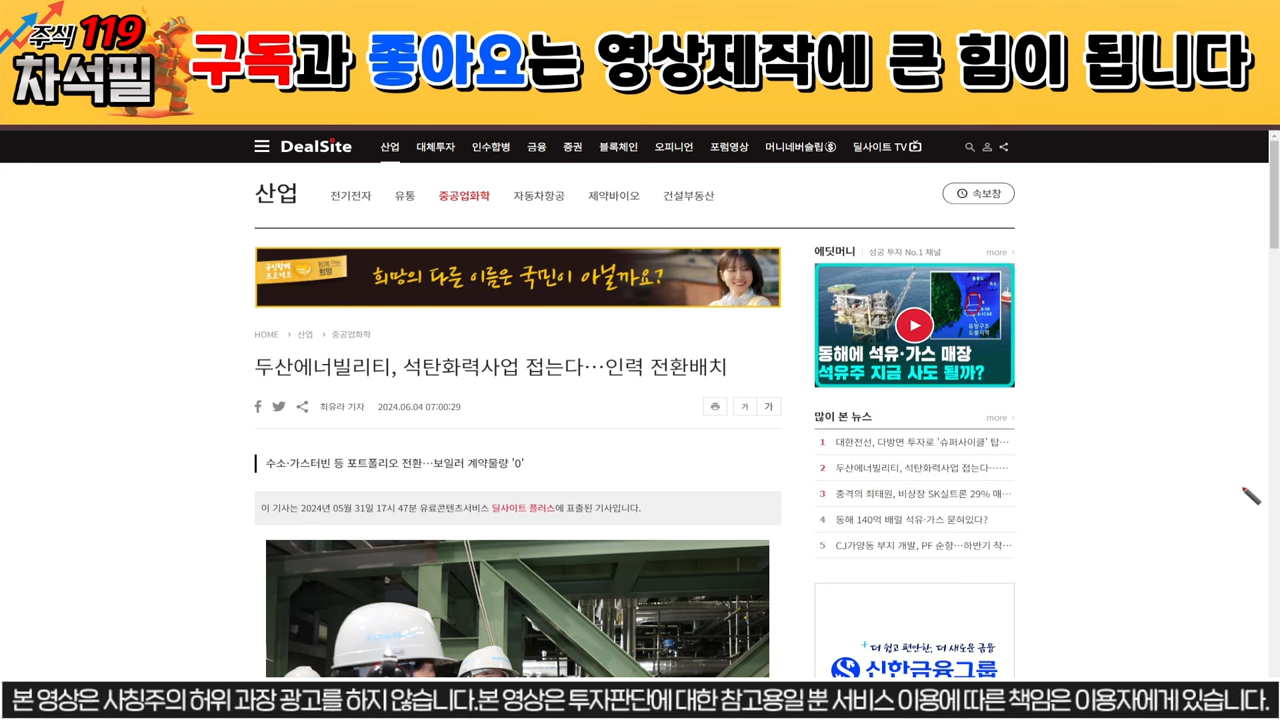 주식 119
차석필
구독과 좋아요는 영상제작에 큰 힘이 됩니다
DealSite 산업 대체투자 인수합병 금융 증권 블록체인 오피니언 포럼영상 머니네버슬립 딜사이트 TV
산업 전기전자 유통 중공업화학 자동차항공 제약바이오 건설부동산 속보창
희망의 다른 이름은 국민이 아닐까요?
에딧머니 성공 투자 No.1 채널 more
동해에 석유·가스 매장
석유주 지금 사도 될까?
HOME > 산업 > 중공업화학
두산에너빌리티, 석탄화력사업 접는다…인력 전환배치
최유라 기자 2024.06.04 07:00:29 가 가
수소·가스터빈 등 포트폴리오 전환…보일러 계약물량 '0'
이 기사는 2024년 05월 31일 17시 47분 유료콘텐츠서비스 딜사이트 플러스에 표출된 기사입니다.
많이 본 뉴스 more
1 대한전선, 다방면 투자로 '슈퍼사이클' 탑…
2 두산에너빌리티, 석탄화력사업 접는다……
3 충격의 최태원, 비상장 SK실트론 29% 매…
4 동해 140억 배럴 석유·가스 묻혀있다?
5 CJ가양동 부지 개발, PF 순항…하반기 착…
더 쉽고 편안한, 더 새로운 금융
신한금융그룹
본 영상은 사칭주의 허위 과장 광고를 하지 않습니다.본 영상은 투자판단에 대한 참고용일 뿐 서비스 이용에 따른 책임은 이용자에게 있습니다.